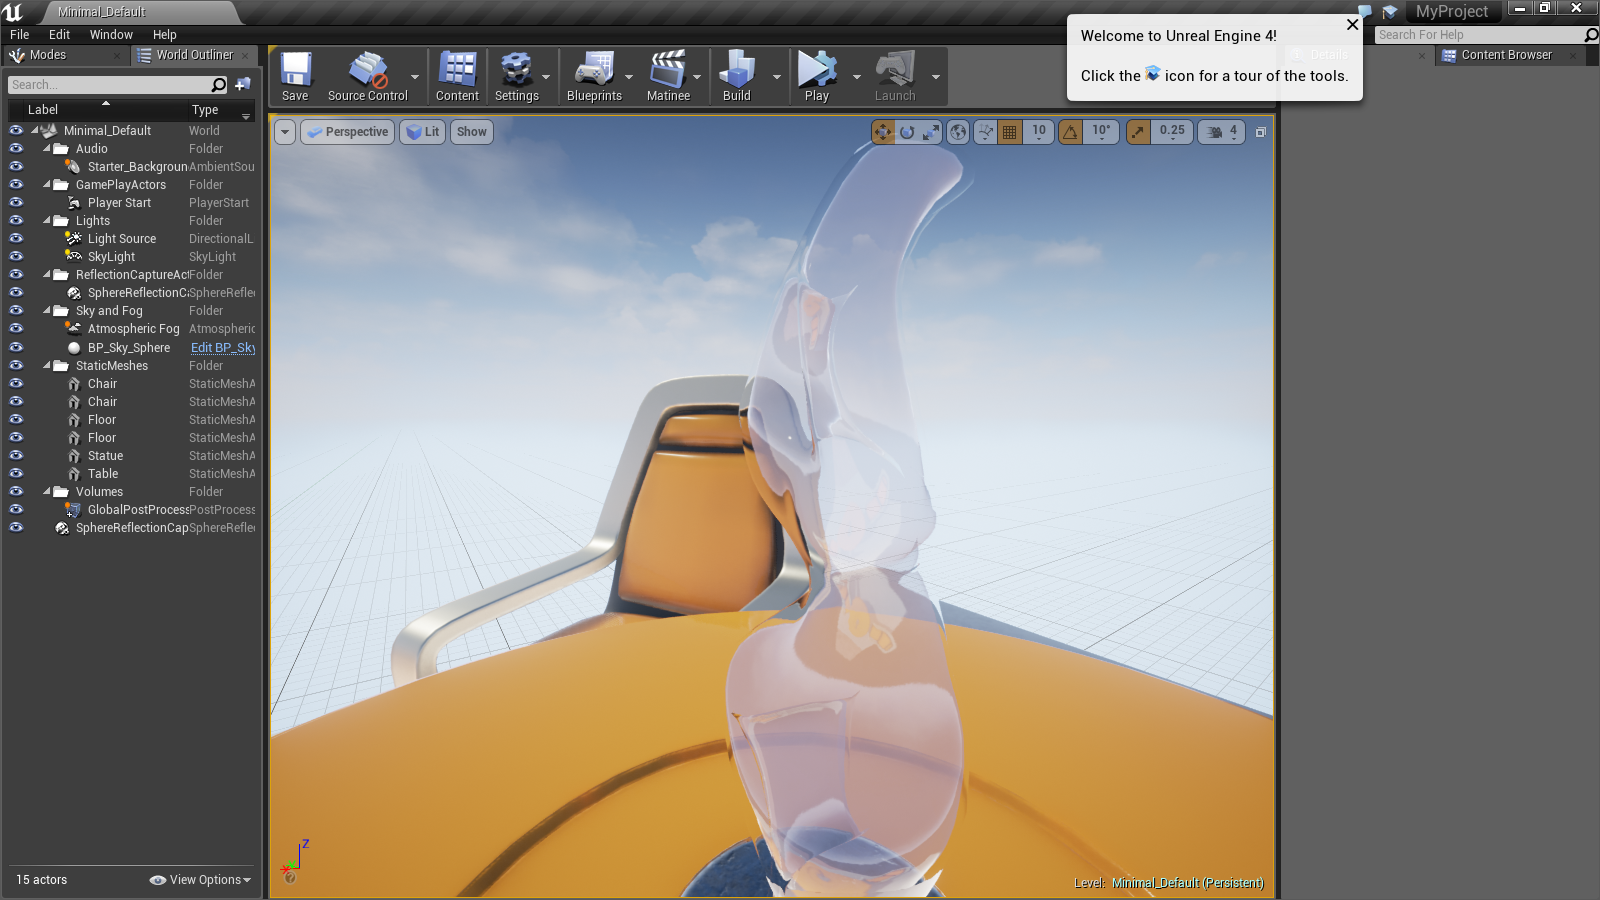 Minimal_Default
MyProject
File Edit Window Help
Search For Help
Welcome to Unreal Engine 4!
Click the icon for a tour of the tools.
Modes
World Outliner
Details
Content Browser
Search...
Save
Source Control
Content
Settings
Blueprints
Matinee
Build
Play
Launch
Label Type
Perspective
Lit
Show
10
10°
0.25
4
Minimal_Default World
Audio Folder
Starter_Backgroun AmbientSou
GamePlayActors Folder
Player Start PlayerStart
Lights Folder
Light Source DirectionalL
SkyLight SkyLight
ReflectionCaptureAct Folder
SphereReflectionCa SphereReflec
Sky and Fog Folder
Atmospheric Fog Atmospheric
BP_Sky_Sphere Edit BP_Sky
StaticMeshes Folder
Chair StaticMeshA
Chair StaticMeshA
Floor StaticMeshA
Floor StaticMeshA
Statue StaticMeshA
Table StaticMeshA
Volumes Folder
GlobalPostProcess PostProcess
SphereReflectionCap SphereReflec
Z
15 actors
View Options
Level: Minimal_Default (Persistent)